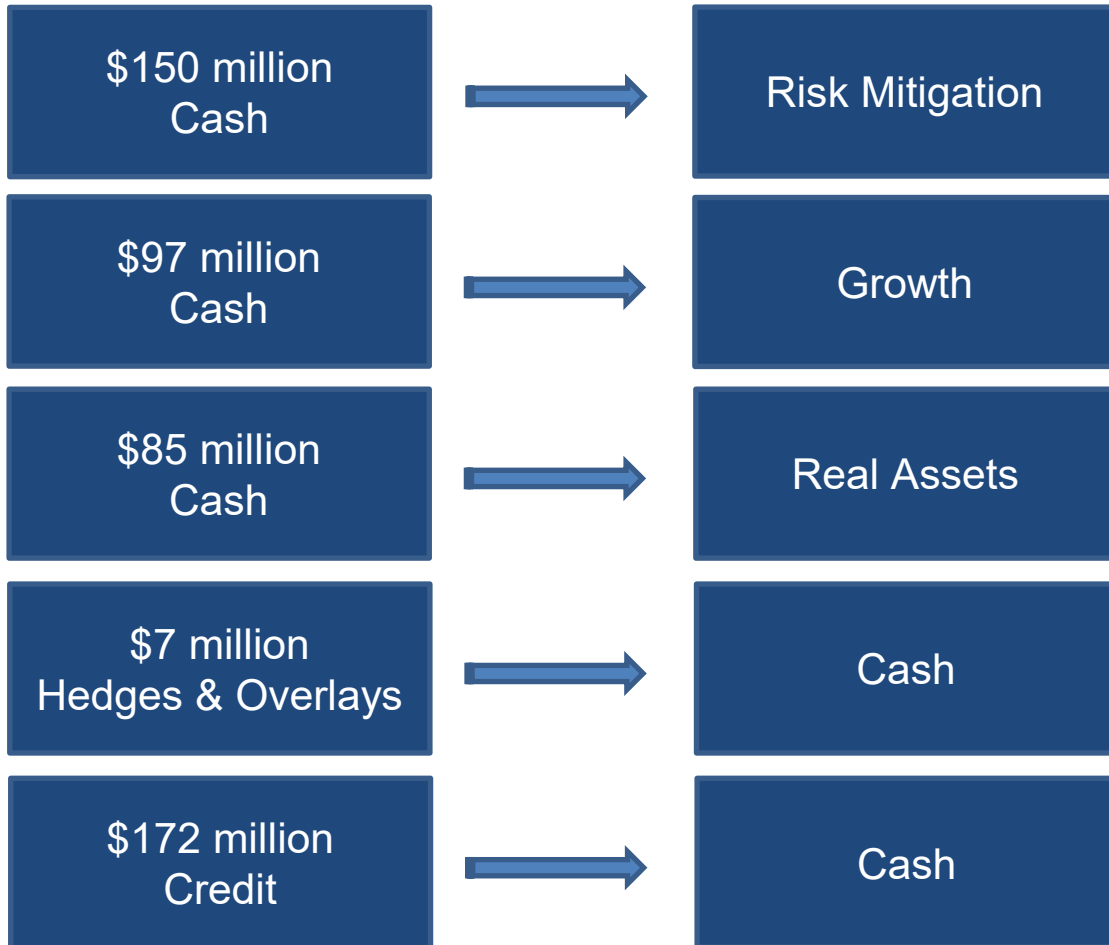 $150 million
Cash
Risk Mitigation
$97 million
Cash
Growth
$85 million
Cash
Real Assets
$7 million
Hedges & Overlays
Cash
$172 million
Credit
Cash